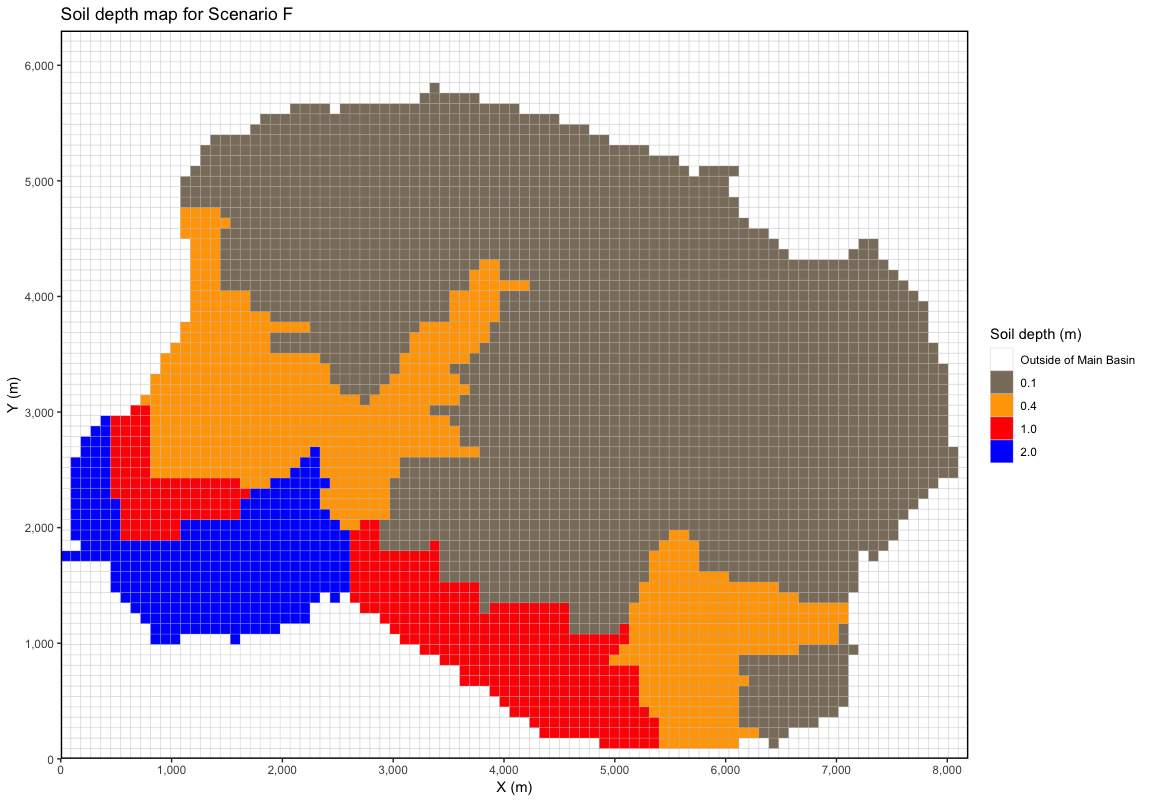 Soil depth map for Scenario F
6,000
5,000
4,000
3,000
2,000
1,000
0
Y (m)
0 1,000 2,000 3,000 4,000 5,000 6,000 7,000 8,000
X (m)
Soil depth (m)
Outside of Main Basin
0.1
0.4
1.0
2.0